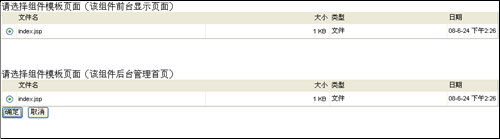 请选择组件模板页面（该组件前台显示页面）
文件名 大小 类型 日期
index.jsp 1 KB 文件 08-6-24 下午2:26
请选择组件模板页面（该组件后台管理首页）
文件名 大小 类型 日期
index.jsp 1 KB 文件 08-6-24 下午2:26
确定 取消